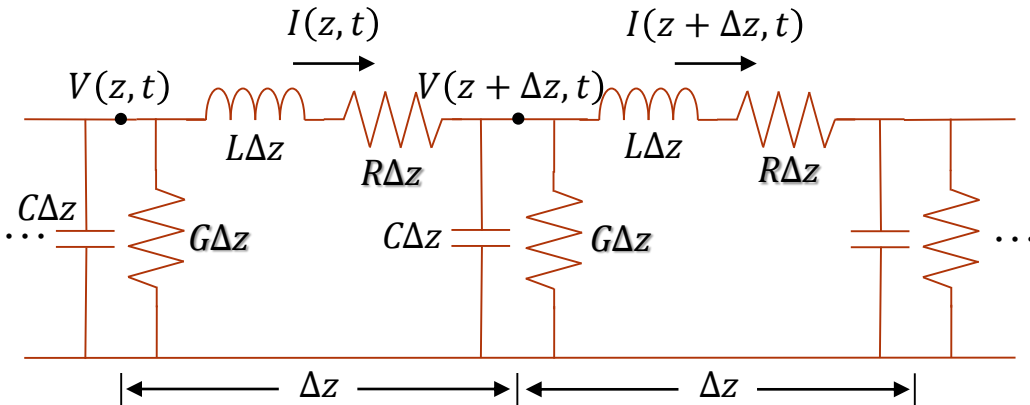 I(z, t)
I(z + Δz, t)
V(z, t)
V(z + Δz, t)
LΔz
RΔz
LΔz
RΔz
CΔz
GΔz
CΔz
GΔz
...
...
Δz
Δz